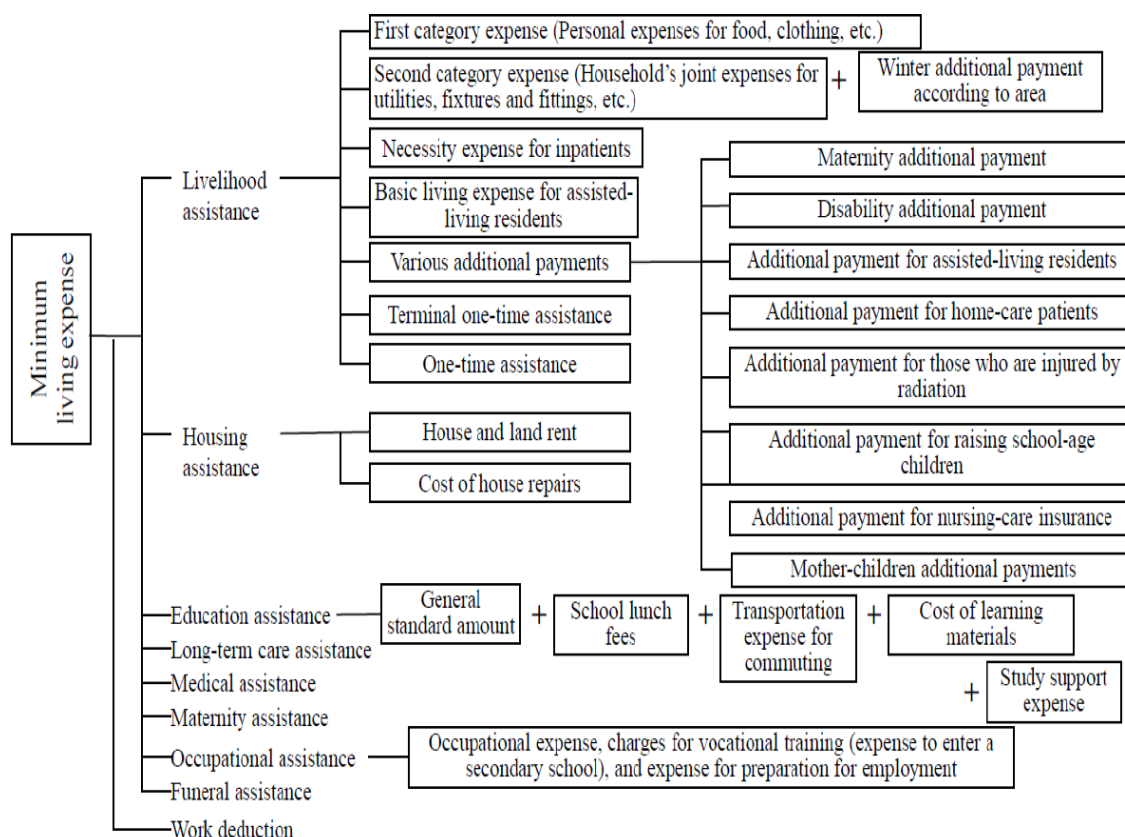 Minimum
living expense
Livelihood
assistance
First category expense (Personal expenses for food, clothing, etc.)
Second category expense (Household's joint expenses for
utilities, fixtures and fittings, etc.)
+
Winter additional payment
according to area
Necessity expense for inpatients
Basic living expense for assisted-
living residents
Various additional payments
Terminal one-time assistance
One-time assistance
Maternity additional payment
Disability additional payment
Additional payment for assisted-living residents
Additional payment for home-care patients
Additional payment for those who are injured by
radiation
Additional payment for raising school-age
children
Additional payment for nursing-care insurance
Mother-children additional payments
Housing
assistance
House and land rent
Cost of house repairs
Education assistance
General
standard amount
+
School lunch
fees
+
Transportation
expense for
commuting
+
Cost of learning
materials
+
Study support
expense
Long-term care assistance
Medical assistance
Maternity assistance
Occupational assistance
Occupational expense, charges for vocational training (expense to enter a
secondary school), and expense for preparation for employment
Funeral assistance
Work deduction